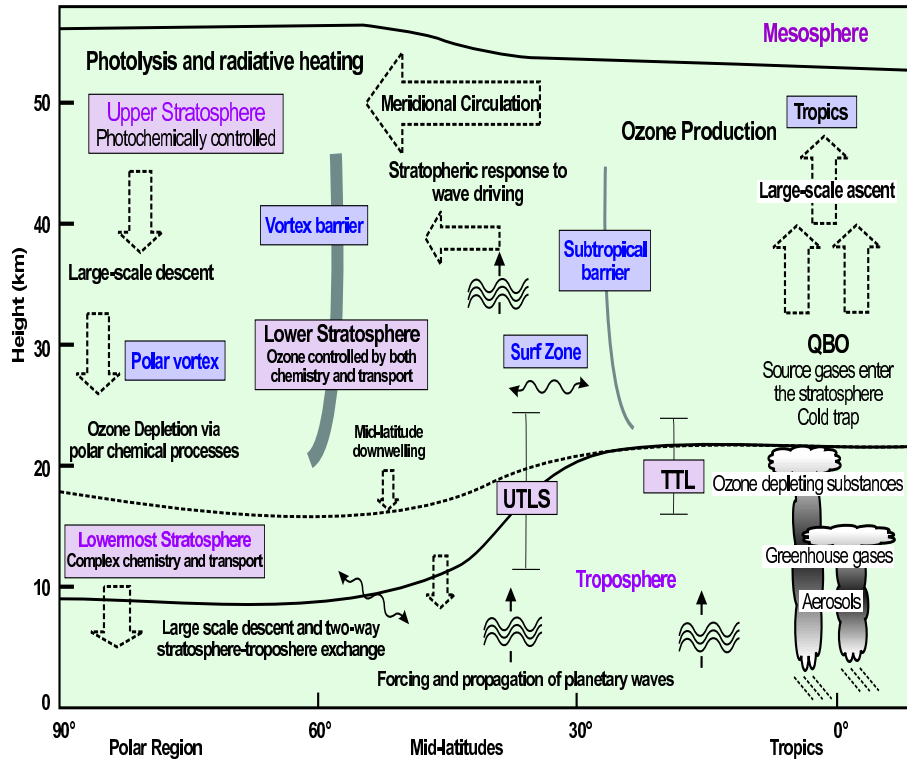 Mesosphere
Photolysis and radiative heating
50
Upper Stratosphere
Photochemically controlled
Meridional Circulation
Ozone Production
Tropics
Stratopheric response to
wave driving
Large-scale ascent
40
Vortex barrier
Subtropical
barrier
Large-scale descent
Height (km)
30
Polar vortex
Lower Stratosphere
Ozone controlled by both
chemistry and transport
Surf Zone
QBO
Source gases enter
the stratosphere
Cold trap
Ozone Depletion via
polar chemical processes
Mid-latitude
downwelling
20
UTLS
TTL
Ozone depleting substances
Lowermost Stratosphere
Complex chemistry and transport
Greenhouse gases
Troposphere
10
Aerosols
Large scale descent and two-way
stratosphere-troposhere exchange
Forcing and propagation of planetary waves
0
90°
60°
30°
0°
Polar Region
Mid-latitudes
Tropics